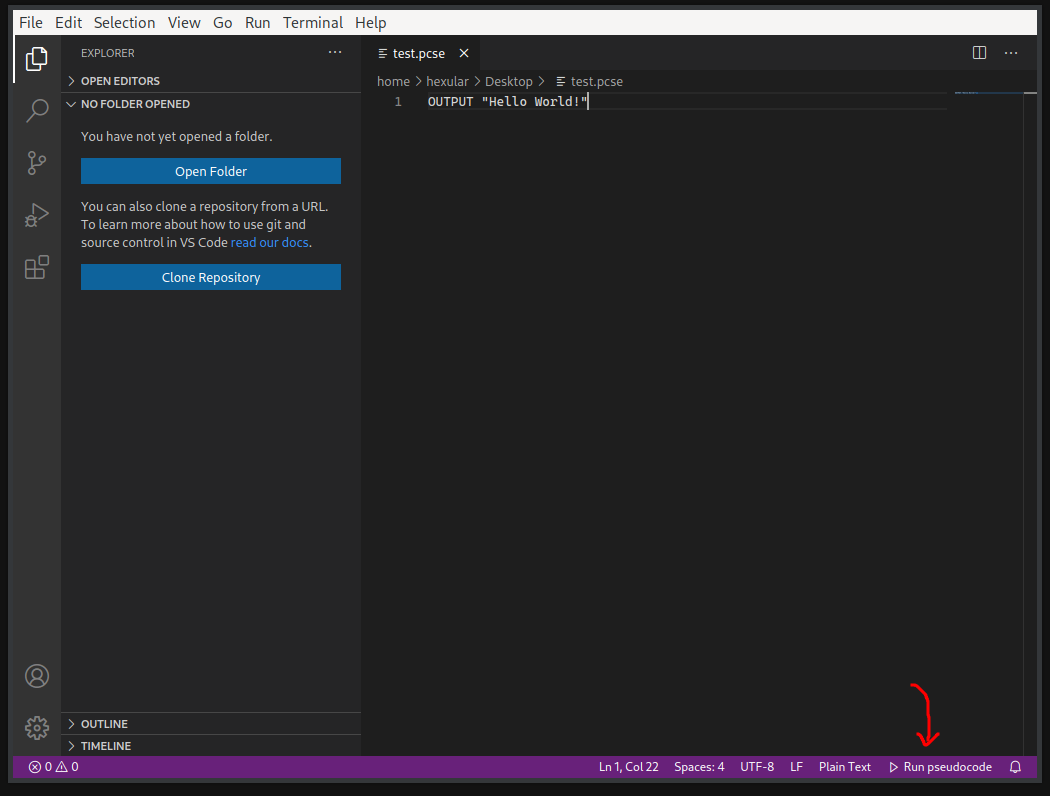 File Edit Selection View Go Run Terminal Help
EXPLORER
OPEN EDITORS
NO FOLDER OPENED
You have not yet opened a folder.
Open Folder
You can also clone a repository from a URL.
To learn more about how to use git and
source control in VS Code read our docs.
Clone Repository
OUTLINE
TIMELINE
test.pcse
home hexular Desktop test.pcse
1 OUTPUT "Hello World!"
0 0 Ln 1, Col 22 Spaces: 4 UTF-8 LF Plain Text Run pseudocode